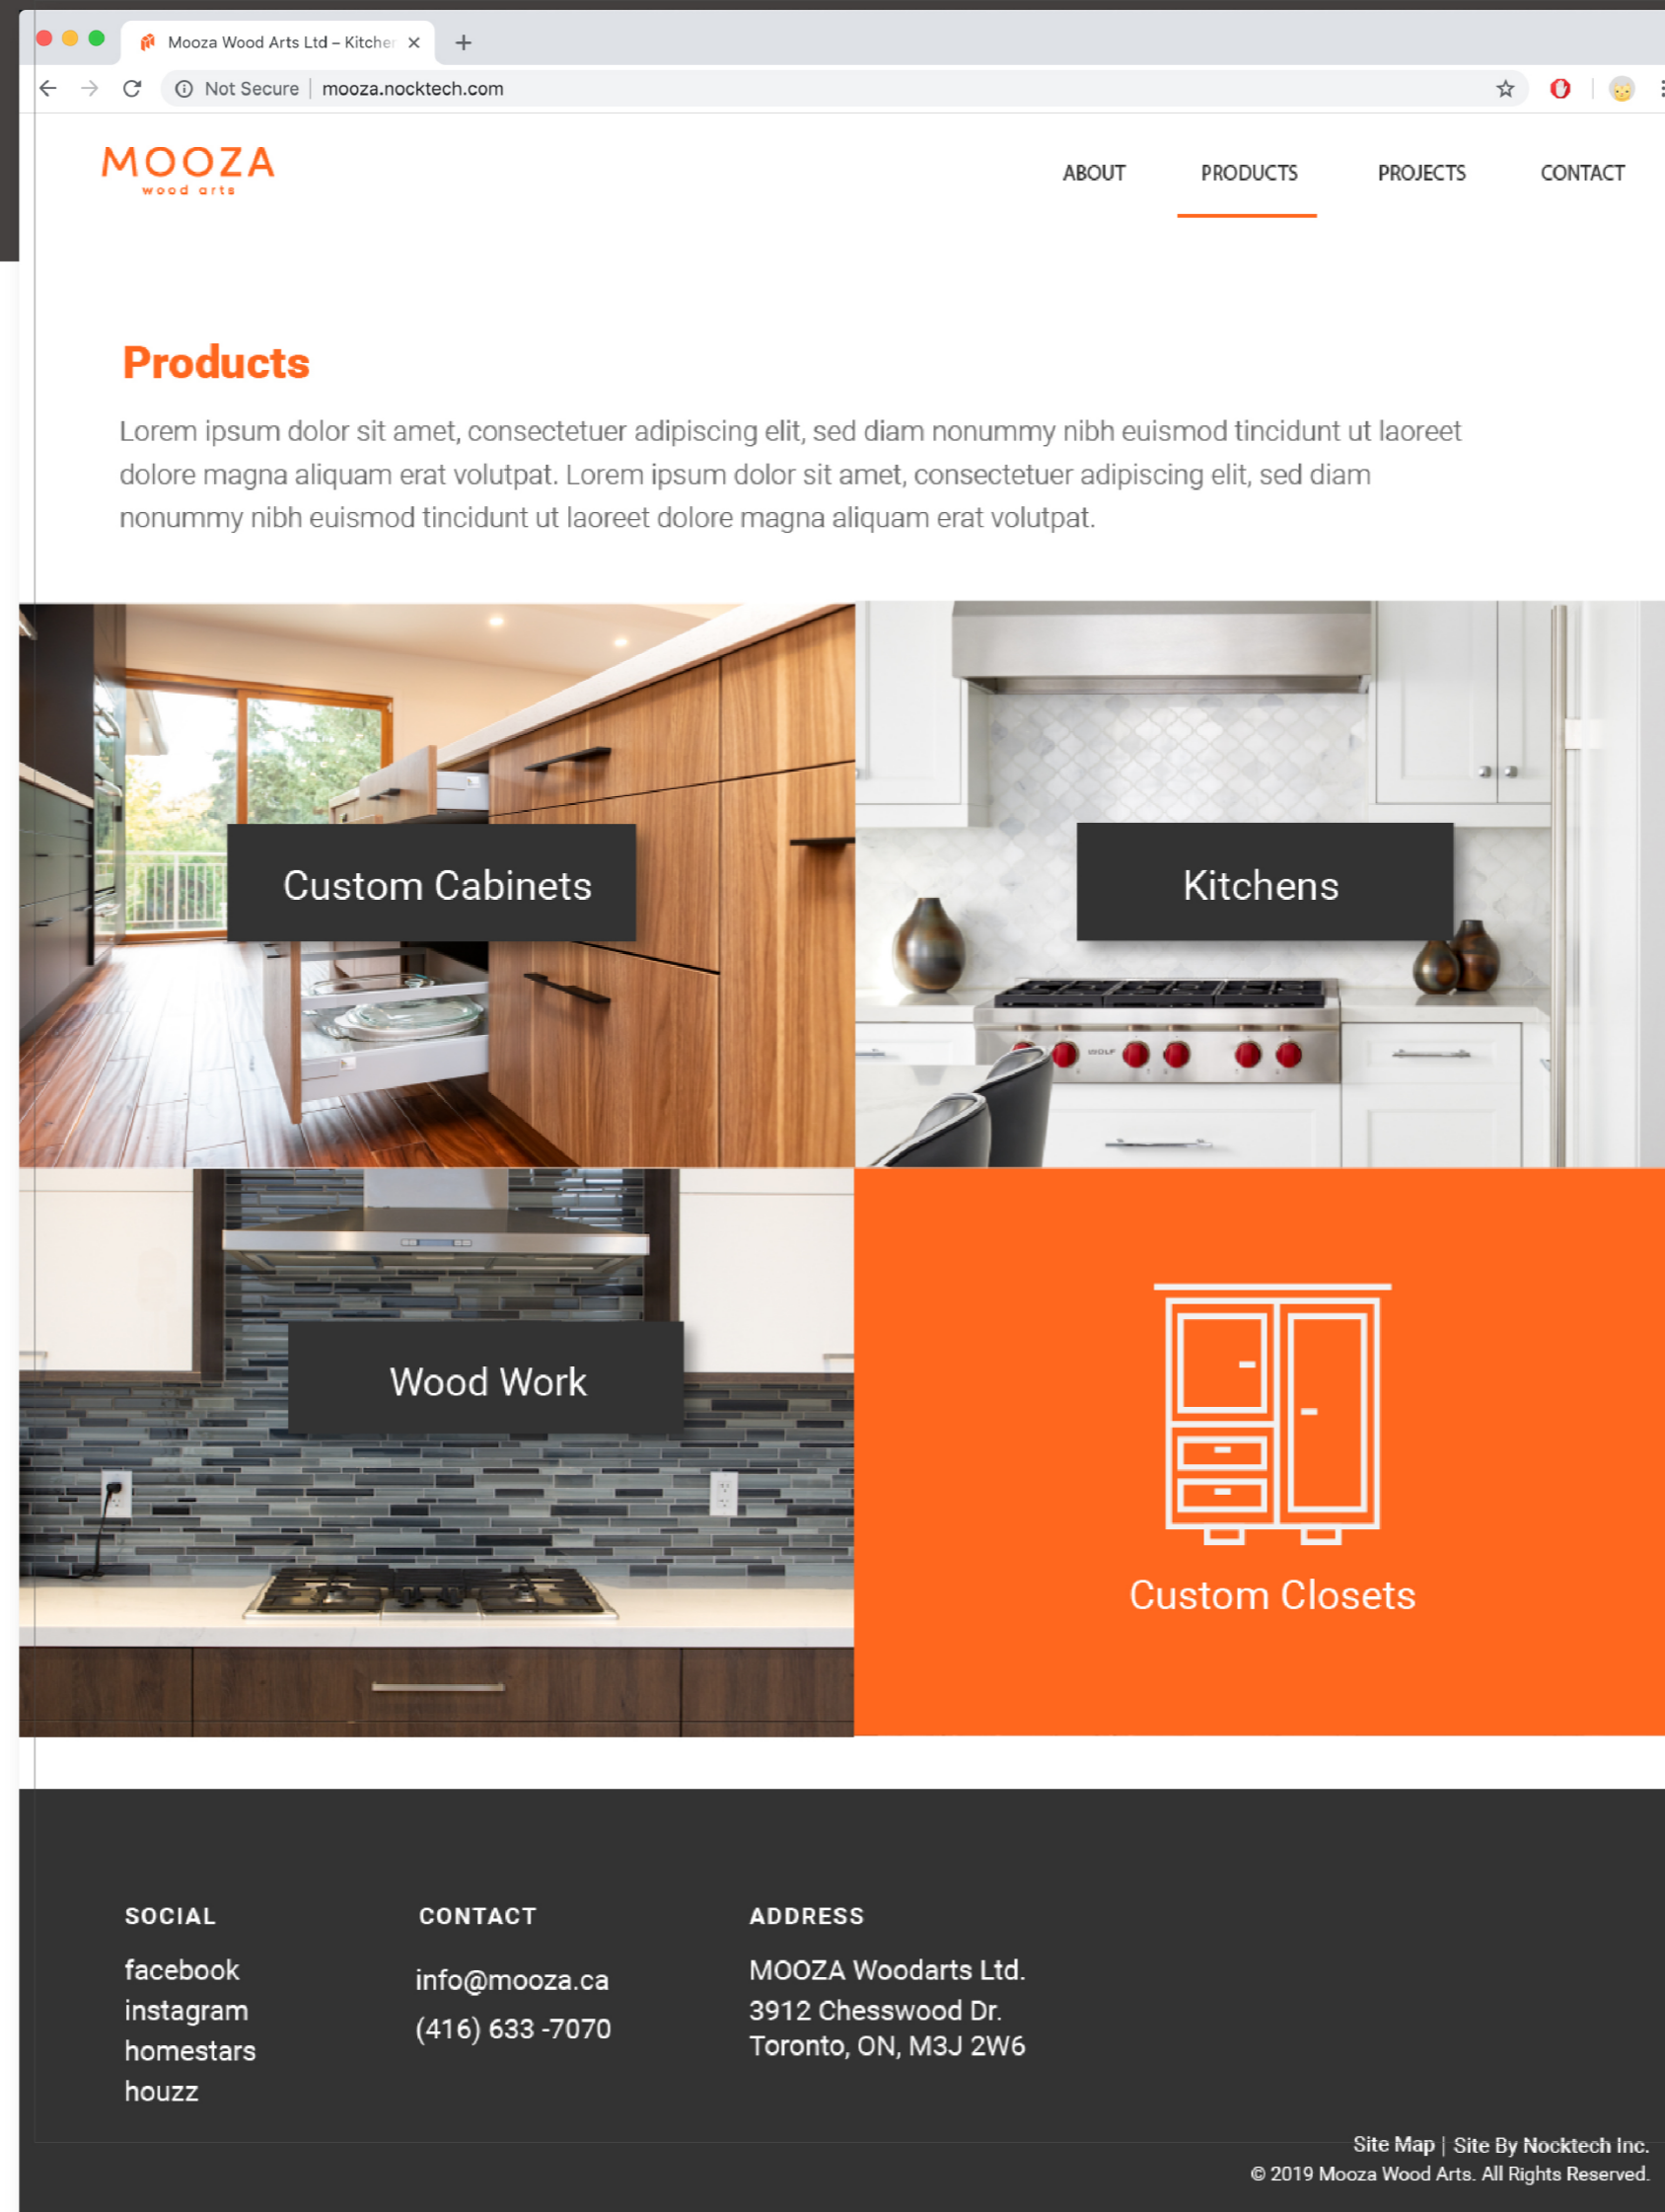 Mooza Wood Arts Ltd – Kitchen
Not Secure | mooza.nocktech.com
MOOZA
wood arts
ABOUT PRODUCTS PROJECTS CONTACT
Products
Lorem ipsum dolor sit amet, consectetuer adipiscing elit, sed diam nonummy nibh euismod tincidunt ut laoreet
dolore magna aliquam erat volutpat. Lorem ipsum dolor sit amet, consectetuer adipiscing elit, sed diam
nonummy nibh euismod tincidunt ut laoreet dolore magna aliquam erat volutpat.
Custom Cabinets
Kitchens
WOLF
Wood Work
Custom Closets
SOCIAL
facebook
instagram
homestars
houzz
CONTACT
info@mooza.ca
(416) 633 -7070
ADDRESS
MOOZA Woodarts Ltd.
3912 Chesswood Dr.
Toronto, ON, M3J 2W6
Site Map | Site By Nocktech Inc.
© 2019 Mooza Wood Arts. All Rights Reserved.